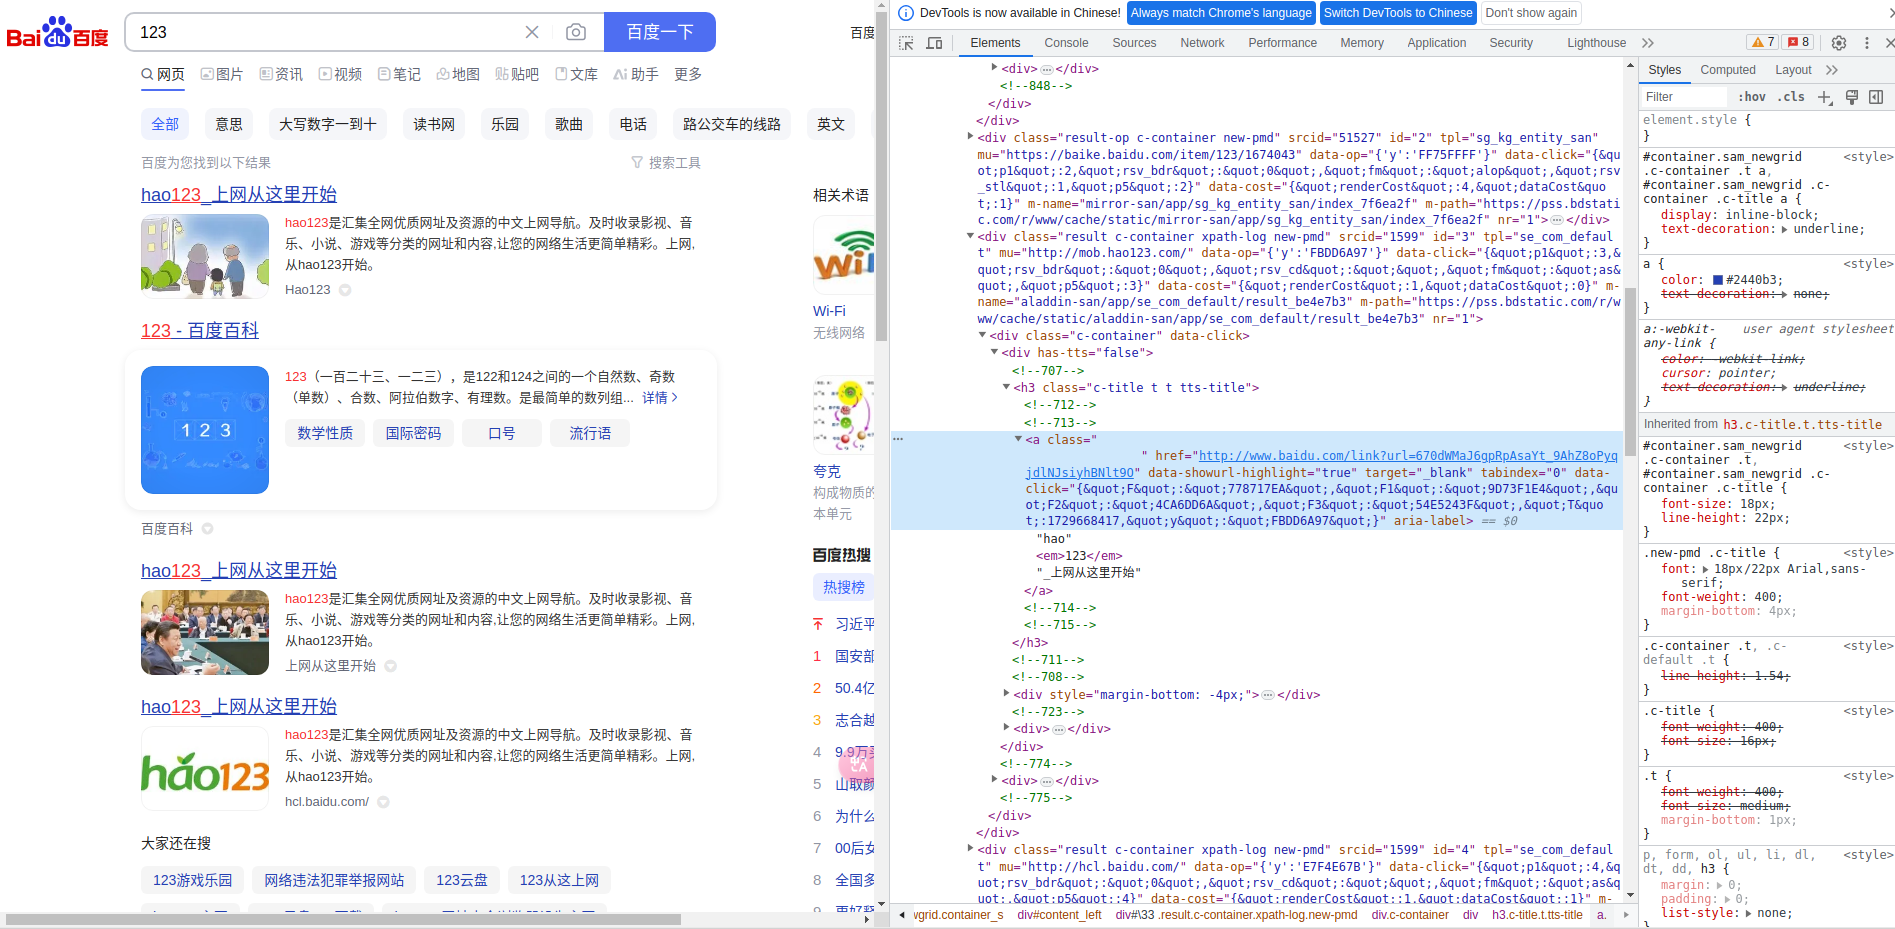 Bai du 百度
123
百度一下
百度
网页
图片
资讯
视频
笔记
地图
贴吧
文库
助手
更多
全部
意思
大写数字一到十
读书网
乐园
歌曲
电话
路公交车的线路
英文
百度为您找到以下结果
搜索工具
hao123_上网从这里开始
hao123是汇集全网优质网址及资源的中文上网导航。及时收录影视、音
乐、小说、游戏等分类的网址和内容,让您的网络生活更简单精彩。上网,
从hao123开始。
Hao123
123 - 百度百科
123
123（一百二十三、一二三），是122和124之间的一个自然数、奇数
（单数）、合数、阿拉伯数字、有理数。是最简单的数列组... 详情
数学性质
国际密码
口号
流行语
百度百科
hao123_上网从这里开始
hao123是汇集全网优质网址及资源的中文上网导航。及时收录影视、音
乐、小说、游戏等分类的网址和内容,让您的网络生活更简单精彩。上网,
从hao123开始。
上网从这里开始
hao123_上网从这里开始
hao123
hao123是汇集全网优质网址及资源的中文上网导航。及时收录影视、音
乐、小说、游戏等分类的网址和内容,让您的网络生活更简单精彩。上网,
从hao123开始。
hcl.baidu.com/
大家还在搜
123游戏乐园
网络违法犯罪举报网站
123云盘
123从这上网
相关术语
Wi-Fi
无线网络
夸克
构成物质的
本单元
百度热搜
热搜榜
习近平
1 国安部
2 50.4亿
3 志合越
4 9.9万
5 山取颜
6 为什么
7 00后女
8 全国多
9
DevTools is now available in Chinese!
Always match Chrome's language
Switch DevTools to Chinese
Don't show again
Elements
Console
Sources
Network
Performance
Memory
Application
Security
Lighthouse
7
8
<div>…</div>
<!--848-->
</div>
</div>
<div class="result-op c-container new-pmd" srcid="51527" id="2" tpl="sg_kg_entity_san"
mu="https://baike.baidu.com/item/123/1674043" data-op="{'y':'FF75FFFF'}" data-click="{&qu
ot;p1&quot;:2,&quot;rsv_bdr&quot;:&quot;0&quot;,&quot;fm&quot;:&quot;alop&quot;,&quot;rsv
_stl&quot;:1,&quot;p5&quot;:2}" data-cost="{&quot;renderCost&quot;:4,&quot;dataCost&quo
t;:1}" m-name="mirror-san/app/sg_kg_entity_san/index_7f6ea2f" m-path="https://pss.bdstati
c.com/r/www/cache/static/mirror-san/app/sg_kg_entity_san/index_7f6ea2f" nr="1">…</div>
<div class="result c-container xpath-log new-pmd" srcid="1599" id="3" tpl="se_com_defaul
t" mu="http://mob.hao123.com/" data-op="{'y':'FBDD6A97'}" data-click="{&quot;p1&quot;:3,&
quot;rsv_bdr&quot;:&quot;0&quot;,&quot;rsv_cd&quot;:&quot;&quot;,&quot;fm&quot;:&quot;as&
quot;,&quot;p5&quot;:3}" data-cost="{&quot;renderCost&quot;:1,&quot;dataCost&quot;:0}" m-
name="aladdin-san/app/se_com_default/result_be4e7b3" m-path="https://pss.bdstatic.com/r/w
ww/cache/static/aladdin-san/app/se_com_default/result_be4e7b3" nr="1">
<div class="c-container" data-click>
<div has-tts="false">
<!--707-->
<h3 class="c-title t t tts-title">
<!--712-->
<!--713-->
<a class="
" href="http://www.baidu.com/link?url=670dWMaJ6gpRpAsaYt_9AhZ8oPyq
jdlNJsiyhBNlt9O" data-showurl-highlight="true" target="_blank" tabindex="0" data-
click="{&quot;F&quot;:&quot;778717EA&quot;,&quot;F1&quot;:&quot;9D73F1E4&quot;,&qu
ot;F2&quot;:&quot;4CA6DD6A&quot;,&quot;F3&quot;:&quot;54E5243F&quot;,&quot;T&quo
t;:1729668417,&quot;y&quot;:&quot;FBDD6A97&quot;}" aria-label> == $0
"hao"
<em>123</em>
"_上网从这里开始"
</a>
<!--714-->
<!--715-->
</h3>
<!--711-->
<!--708-->
<div style="margin-bottom: -4px;">…</div>
<!--723-->
<div>…</div>
</div>
<!--774-->
<div>…</div>
<!--775-->
</div>
</div>
<div class="result c-container xpath-log new-pmd" srcid="1599" id="4" tpl="se_com_defaul
t" mu="http://hcl.baidu.com/" data-op="{'y':'E7F4E67B'}" data-click="{&quot;p1&quot;:4,&q
uot;rsv_bdr&quot;:&quot;0&quot;,&quot;rsv_cd&quot;:&quot;&quot;,&quot;fm&quot;:&quot;as&q
uot;,&quot;p5&quot;:4}" data-cost="{&quot;renderCost&quot;:1,&quot;dataCost&quot;:1}" m-
wgrid.container_s
div#content_left
div#\33 .result.c-container.xpath-log.new-pmd
div.c-container
div
h3.c-title.t.tts-title
a.
Styles
Computed
Layout
Filter
:hov
.cls
element.style {
}
#container.sam_newgrid <style>
.c-container .t a,
#container.sam_newgrid .c-
container .c-title a {
display: inline-block;
text-decoration: underline;
}
a { <style>
color: #2440b3;
text-decoration: none;
}
a:-webkit- user agent stylesheet
any-link {
color: -webkit-link;
cursor: pointer;
text-decoration: underline;
}
Inherited from h3.c-title.t.tts-title
#container.sam_newgrid <style>
.c-container .t,
#container.sam_newgrid .c-
container .c-title {
font-size: 18px;
line-height: 22px;
}
.new-pmd .c-title { <style>
font: 18px/22px Arial,sans-
serif;
font-weight: 400;
margin-bottom: 4px;
}
.c-container .t, .c- <style>
default .t {
line-height: 1.54;
}
.c-title { <style>
font-weight: 400;
font-size: 16px;
}
.t { <style>
font-weight: 400;
font-size: medium;
margin-bottom: 1px;
}
p, form, ol, ul, li, dl, <style>
dt, dd, h3 {
margin: 0;
padding: 0;
list-style: none;
}